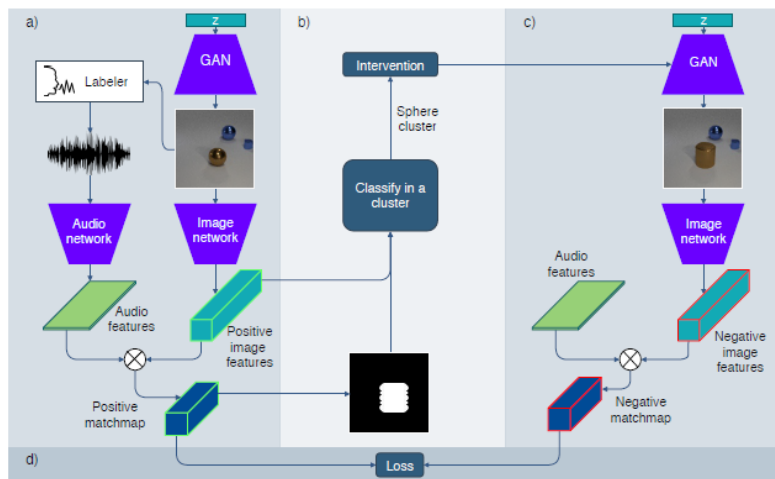 a)
z
GAN
Labeler
Audio
network
Image
network
Audio
features
Positive
image
features
Positive
matchmap
b)
Intervention
Sphere
cluster
Classify in a
cluster
c)
z
GAN
Image
network
Audio
features
Negative
image
features
Negative
matchmap
d)
Loss